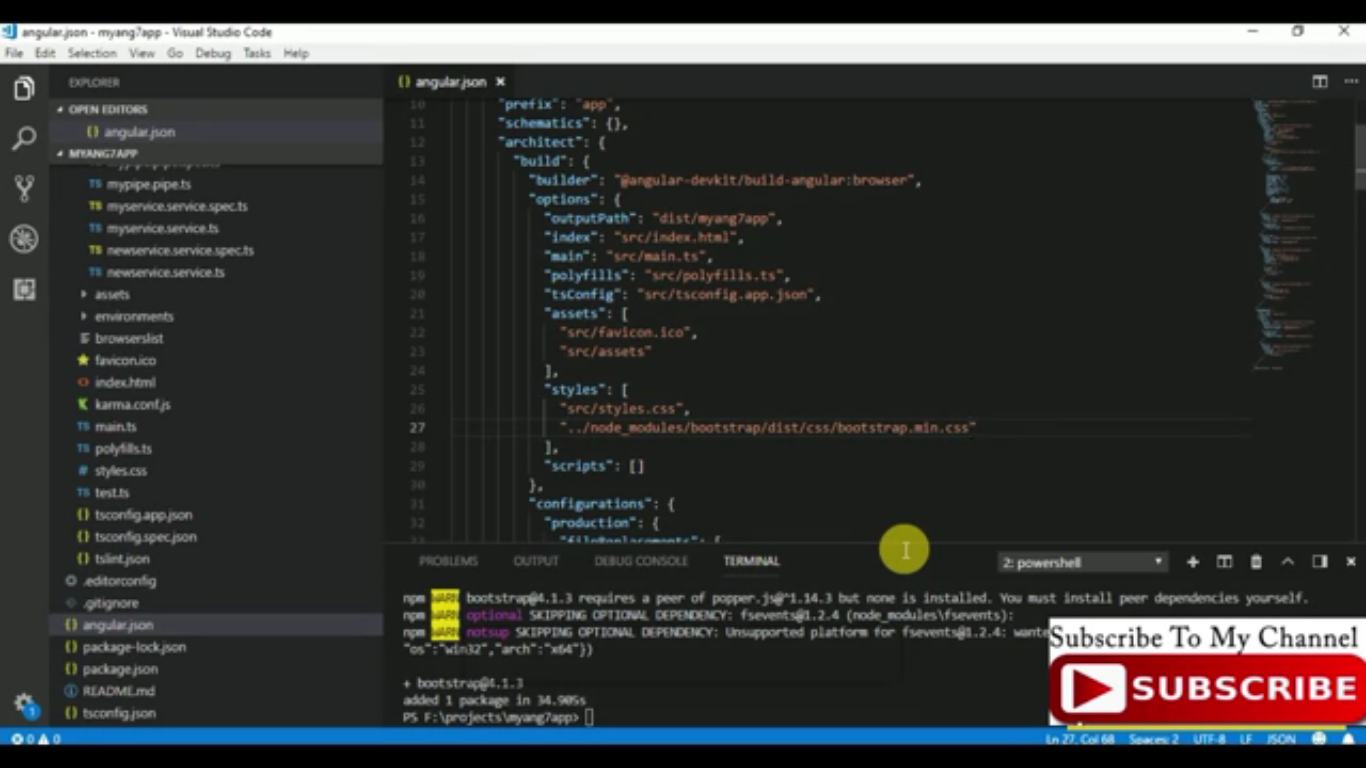 angular.json - myang7app - Visual Studio Code
File Edit Selection View Go Debug Tasks Help
EXPLORER
OPEN EDITORS
{} angular.json
MYANG7APP
TS mypipe.pipe.ts
TS myservice.service.spec.ts
TS myservice.service.ts
TS newservice.service.spec.ts
TS newservice.service.ts
assets
environments
browserslist
favicon.ico
index.html
karma.conf.js
TS main.ts
TS polyfills.ts
# styles.css
TS test.ts
{} tsconfig.app.json
{} tsconfig.spec.json
{} tslint.json
.editorconfig
.gitignore
{} angular.json
{} package-lock.json
{} package.json
README.md
{} tsconfig.json
1
{} angular.json ×
10 "prefix": "app",
11 "schematics": {},
12 "architect": {
13 "build": {
14 "builder": "@angular-devkit/build-angular:browser",
15 "options": {
16 "outputPath": "dist/myang7app",
17 "index": "src/index.html",
18 "main": "src/main.ts",
19 "polyfills": "src/polyfills.ts",
20 "tsConfig": "src/tsconfig.app.json",
21 "assets": [
22 "src/favicon.ico",
23 "src/assets"
24 ],
25 "styles": [
26 "src/styles.css",
27 "../node_modules/bootstrap/dist/css/bootstrap.min.css"
28 ],
29 "scripts": []
30 },
31 "configurations": {
32 "production": {
"fileReplacements": [
PROBLEMS OUTPUT DEBUG CONSOLE TERMINAL 2: powershell
npm WARN bootstrap@4.1.3 requires a peer of popper.js@^1.14.3 but none is installed. You must install peer dependencies yourself.
npm WARN optional SKIPPING OPTIONAL DEPENDENCY: fsevents@1.2.4 (node_modules\fsevents):
npm WARN notsup SKIPPING OPTIONAL DEPENDENCY: Unsupported platform for fsevents@1.2.4: wante
"os":"win32","arch":"x64"})
+ bootstrap@4.1.3
added 1 package in 34.905s
PS F:\projects\myang7app>
Subscribe To My Channel
SUBSCRIBE
0 0 Ln 27, Col 68 Spaces: 2 UTF-8 LF JSON